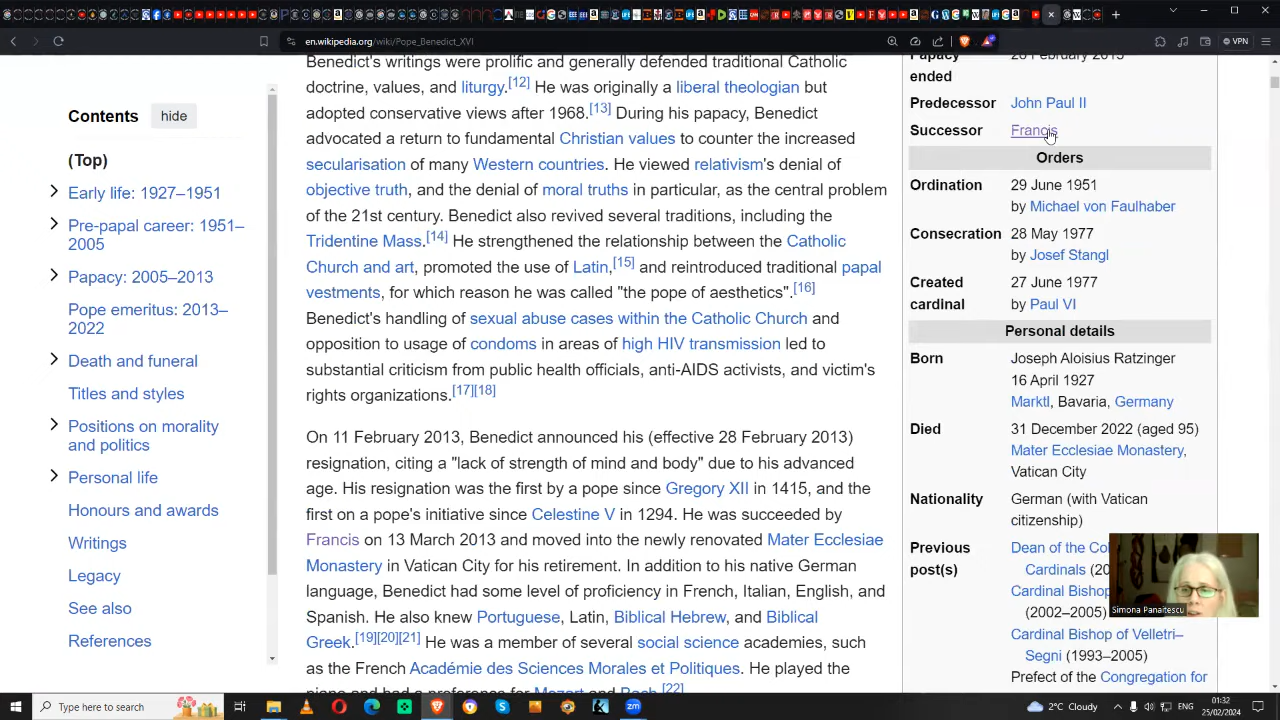 en.wikipedia.org/wiki/Pope_Benedict_XVI
VPN
Contents
hide
(Top)
Early life: 1927–1951
Pre-papal career: 1951–
2005
Papacy: 2005–2013
Pope emeritus: 2013–
2022
Death and funeral
Titles and styles
Positions on morality
and politics
Personal life
Honours and awards
Writings
Legacy
See also
References
Benedict's writings were prolific and generally defended traditional Catholic
doctrine, values, and liturgy.[12] He was originally a liberal theologian but
adopted conservative views after 1968.[13] During his papacy, Benedict
advocated a return to fundamental Christian values to counter the increased
secularisation of many Western countries. He viewed relativism's denial of
objective truth, and the denial of moral truths in particular, as the central problem
of the 21st century. Benedict also revived several traditions, including the
Tridentine Mass.[14] He strengthened the relationship between the Catholic
Church and art, promoted the use of Latin,[15] and reintroduced traditional papal
vestments, for which reason he was called "the pope of aesthetics".[16]
Benedict's handling of sexual abuse cases within the Catholic Church and
opposition to usage of condoms in areas of high HIV transmission led to
substantial criticism from public health officials, anti-AIDS activists, and victim's
rights organizations.[17][18]
On 11 February 2013, Benedict announced his (effective 28 February 2013)
resignation, citing a "lack of strength of mind and body" due to his advanced
age. His resignation was the first by a pope since Gregory XII in 1415, and the
first on a pope's initiative since Celestine V in 1294. He was succeeded by
Francis on 13 March 2013 and moved into the newly renovated Mater Ecclesiae
Monastery in Vatican City for his retirement. In addition to his native German
language, Benedict had some level of proficiency in French, Italian, English, and
Spanish. He also knew Portuguese, Latin, Biblical Hebrew, and Biblical
Greek.[19][20][21] He was a member of several social science academies, such
as the French Académie des Sciences Morales et Politiques. He played the
piano and had a preference for Mozart and Bach.[22]
Papacy 28 February 2013
ended
Predecessor John Paul II
Successor Francis
Orders
Ordination 29 June 1951
by Michael von Faulhaber
Consecration 28 May 1977
by Josef Stangl
Created 27 June 1977
cardinal by Paul VI
Personal details
Born Joseph Aloisius Ratzinger
16 April 1927
Marktl, Bavaria, Germany
Died 31 December 2022 (aged 95)
Mater Ecclesiae Monastery,
Vatican City
Nationality German (with Vatican
citizenship)
Previous Dean of the Co
post(s) Cardinals (20
Cardinal Bishop
(2002–2005)
Cardinal Bishop of Velletri–
Segni (1993–2005)
Prefect of the Congregation for
Simona Panaitescu
Type here to search
2°C Cloudy
ENG
01:32
25/02/2024